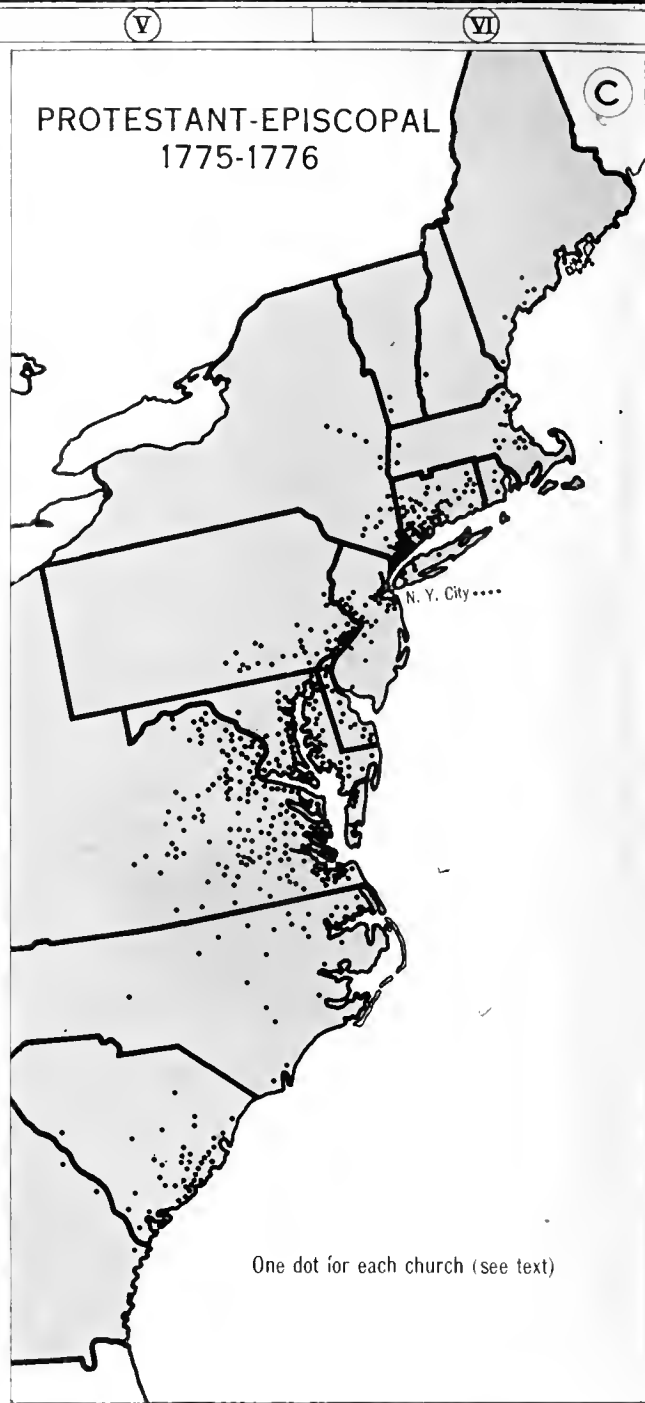 V
VI
C
PROTESTANT-EPISCOPAL
1775-1776
N. Y. City
One dot for each church (see text)